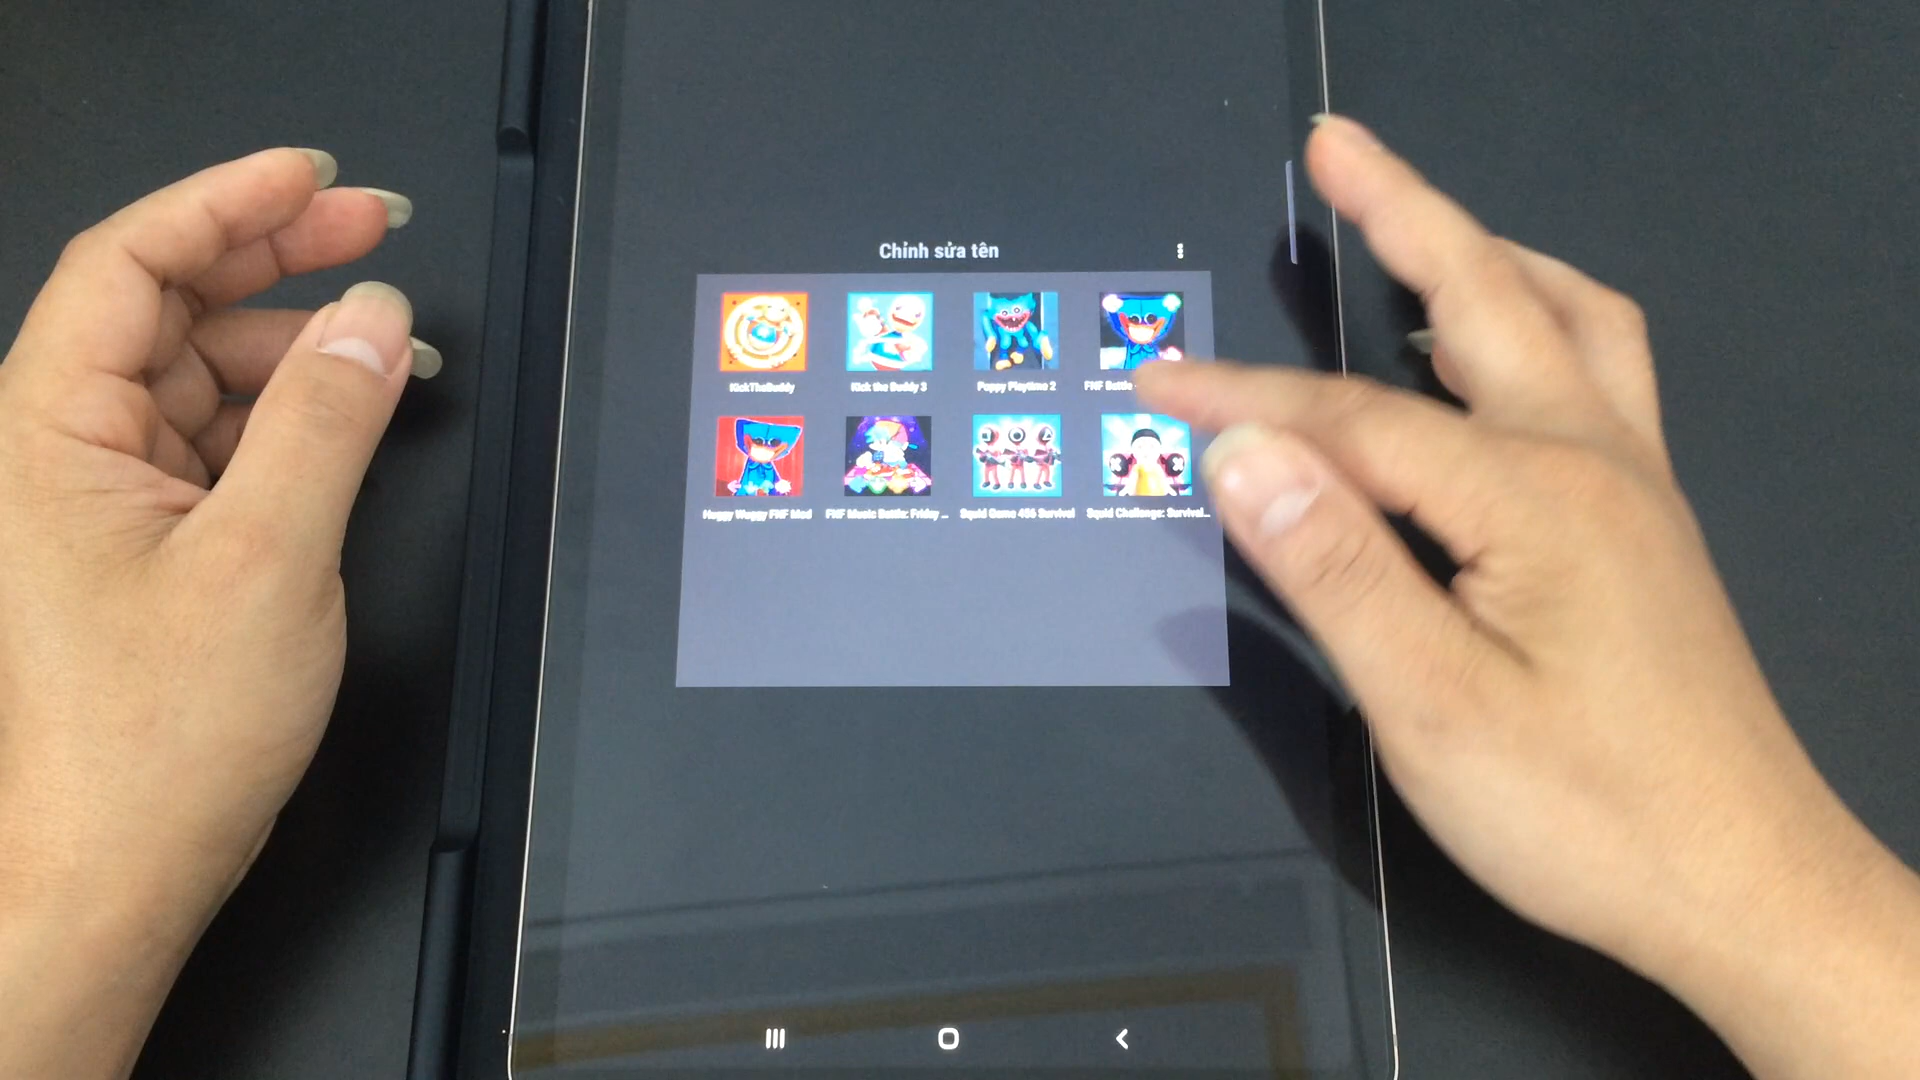 Chỉnh sửa tên
KickTheBuddy
Kick the Buddy 3
Poppy Playtime 2
FNF Battle
Huggy Wuggy FNF Mod
FNF Music Battle: Friday ...
Squid Game 456 Survival
Squid Challenge: Survival...